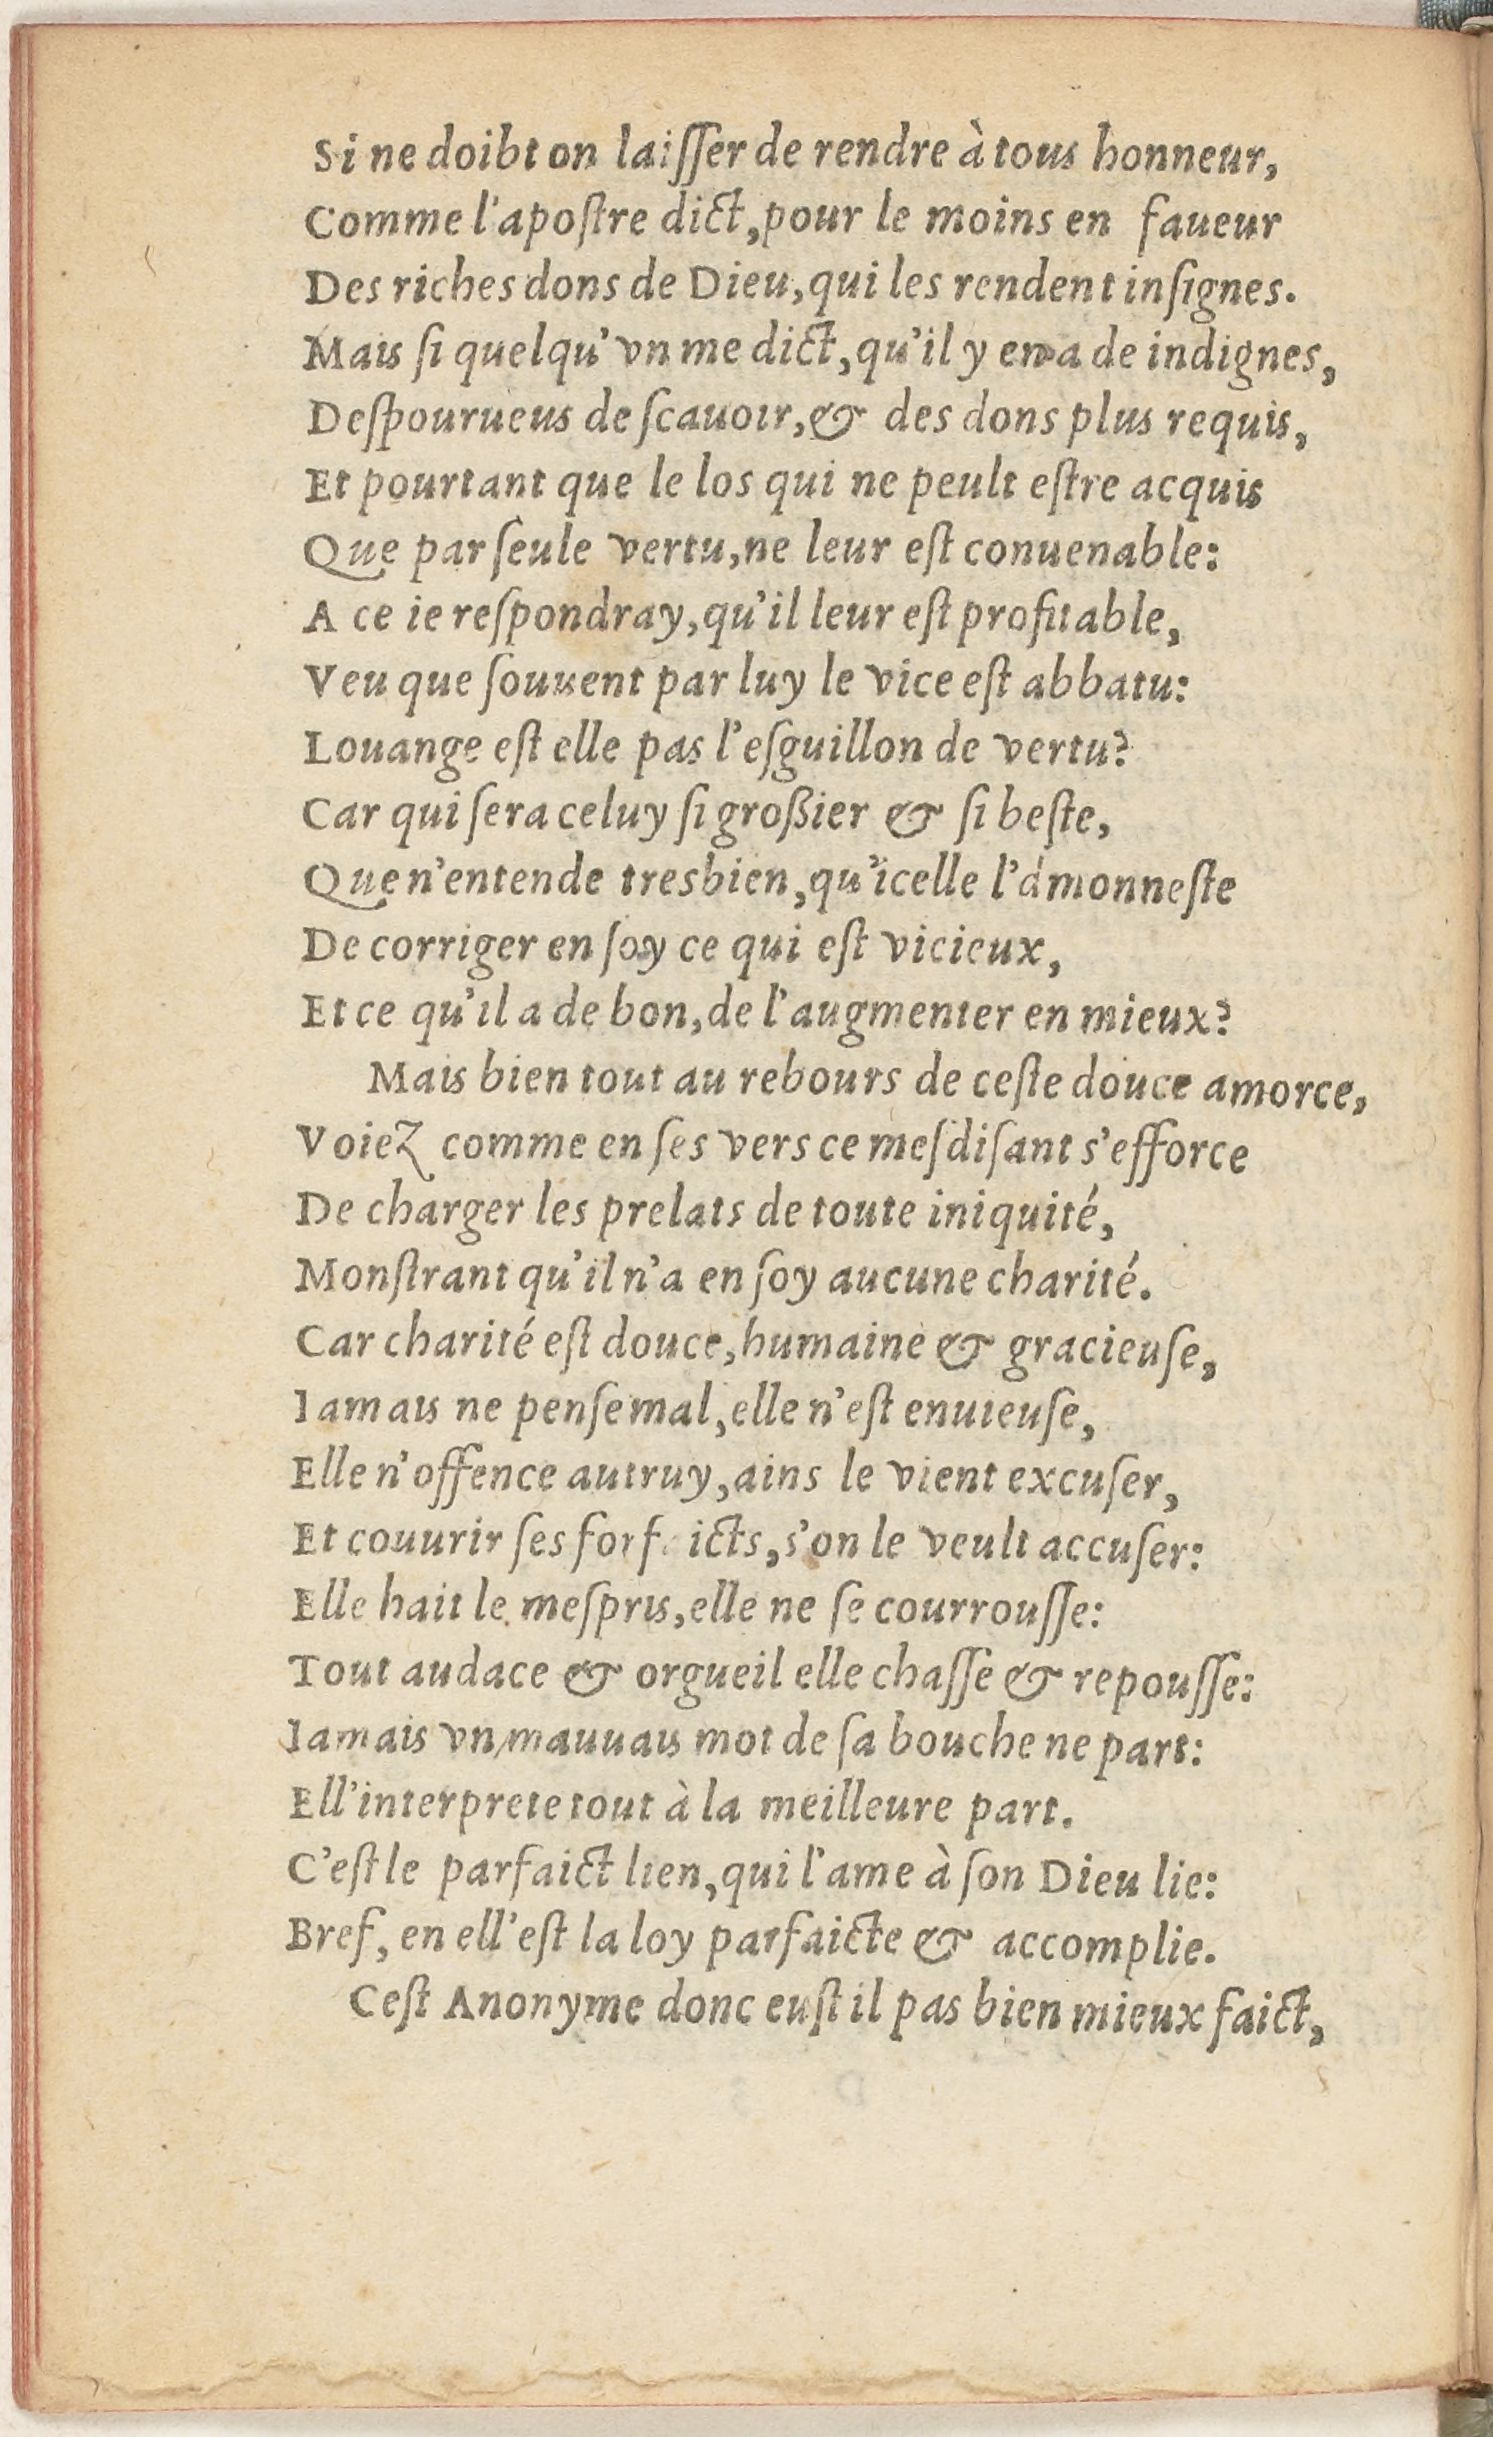 Si ne doibt on laiſſer de rendre à tous honneur,
Comme l'apoſtre dict, pour le moins en faueur
Des riches dons de Dieu, qui les rendent inſignes.
Mais ſi quelqu'vn me dict, qu'il y en a de indignes,
Deſpourueus de ſcauoir, & des dons plus requis,
Et pourtant que le los qui ne peult eſtre acquis
Que par ſeule vertu, ne leur eſt conuenable:
A ce ie reſpondray, qu'il leur eſt profitable,
Veu que ſouuent par luy le vice eſt abbatu:
Louange eſt elle pas l'eſguillon de vertu?
Car qui ſera celuy ſi großier & ſi beſte,
Que n'entende tresbien, qu'icelle l'àmonneſte
De corriger en ſoy ce qui eſt vicieux,
Et ce qu'il a de bon, de l'augmenter en mieux?
Mais bien tout au rebours de ceſte douce amorce,
Voiez comme en ſes vers ce meſdiſant s'efforce
De charger les prelats de toute iniquité,
Monſtrant qu'il n'a en ſoy aucune charité.
Car charité eſt douce, humaine & gracieuſe,
Iamais ne penſe mal, elle n'eſt enuieuſe,
Elle n'offence autruy, ains le vient excuſer,
Et couurir ſes forf icts, s'on le veult accuſer:
Elle hait le meſpris, elle ne ſe courrouſſe:
Tout audace & orgueil elle chaſſe & repouſſe:
Iamais vn mauuais mot de ſa bouche ne part:
Ell'interprete tout à la meilleure part.
C'eſt le parfaict lien, qui l'ame à ſon Dieu lie:
Bref, en ell'eſt la loy parfaicte & accomplie.
Ceſt Anonyme donc euſt il pas bien mieux faict,